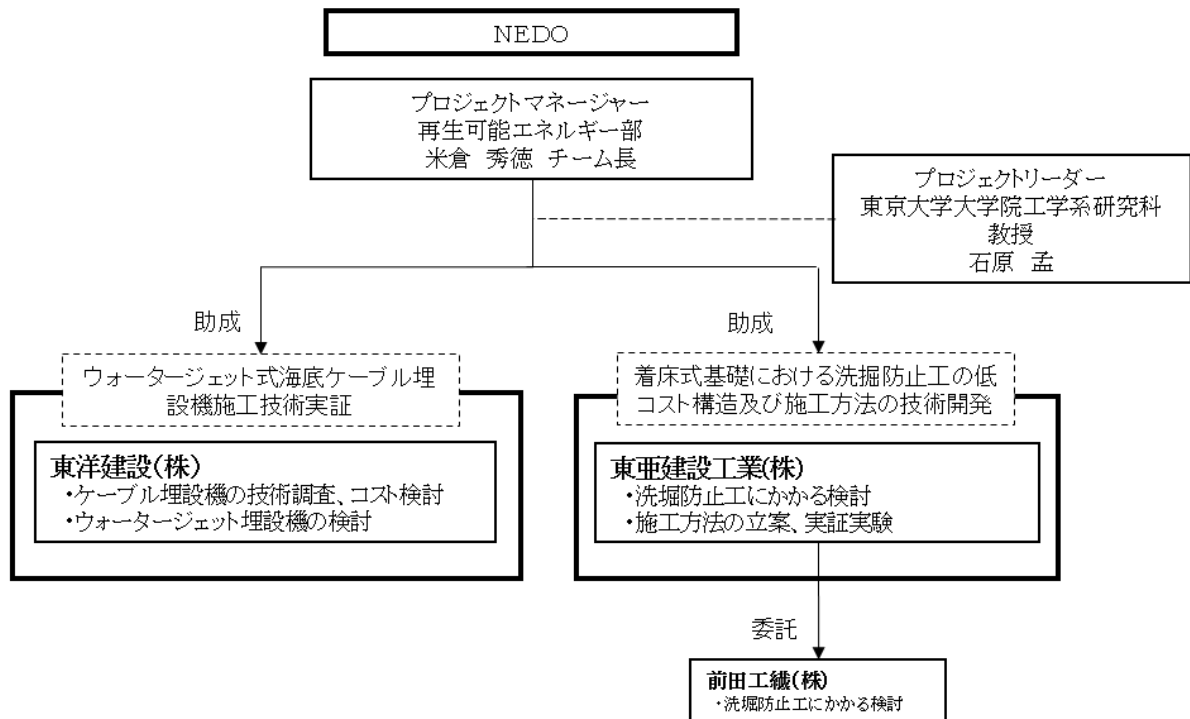 NEDO
プロジェクトマネージャー
再生可能エネルギー部
米倉 秀徳 チーム長
プロジェクトリーダー
東京大学大学院工学系研究科
教授
石原 孟
助成
助成
ウォータージェット式海底ケーブル埋
設機施工技術実証
着床式基礎における洗掘防止工の低
コスト構造及び施工方法の技術開発
東洋建設(株)
・ケーブル埋設機の技術調査、コスト検討
・ウォータージェット埋設機の検討
東亜建設工業(株)
・洗堀防止工にかかる検討
・施工方法の立案、実証実験
委託
前田工繊(株)
・洗堀防止工にかかる検討